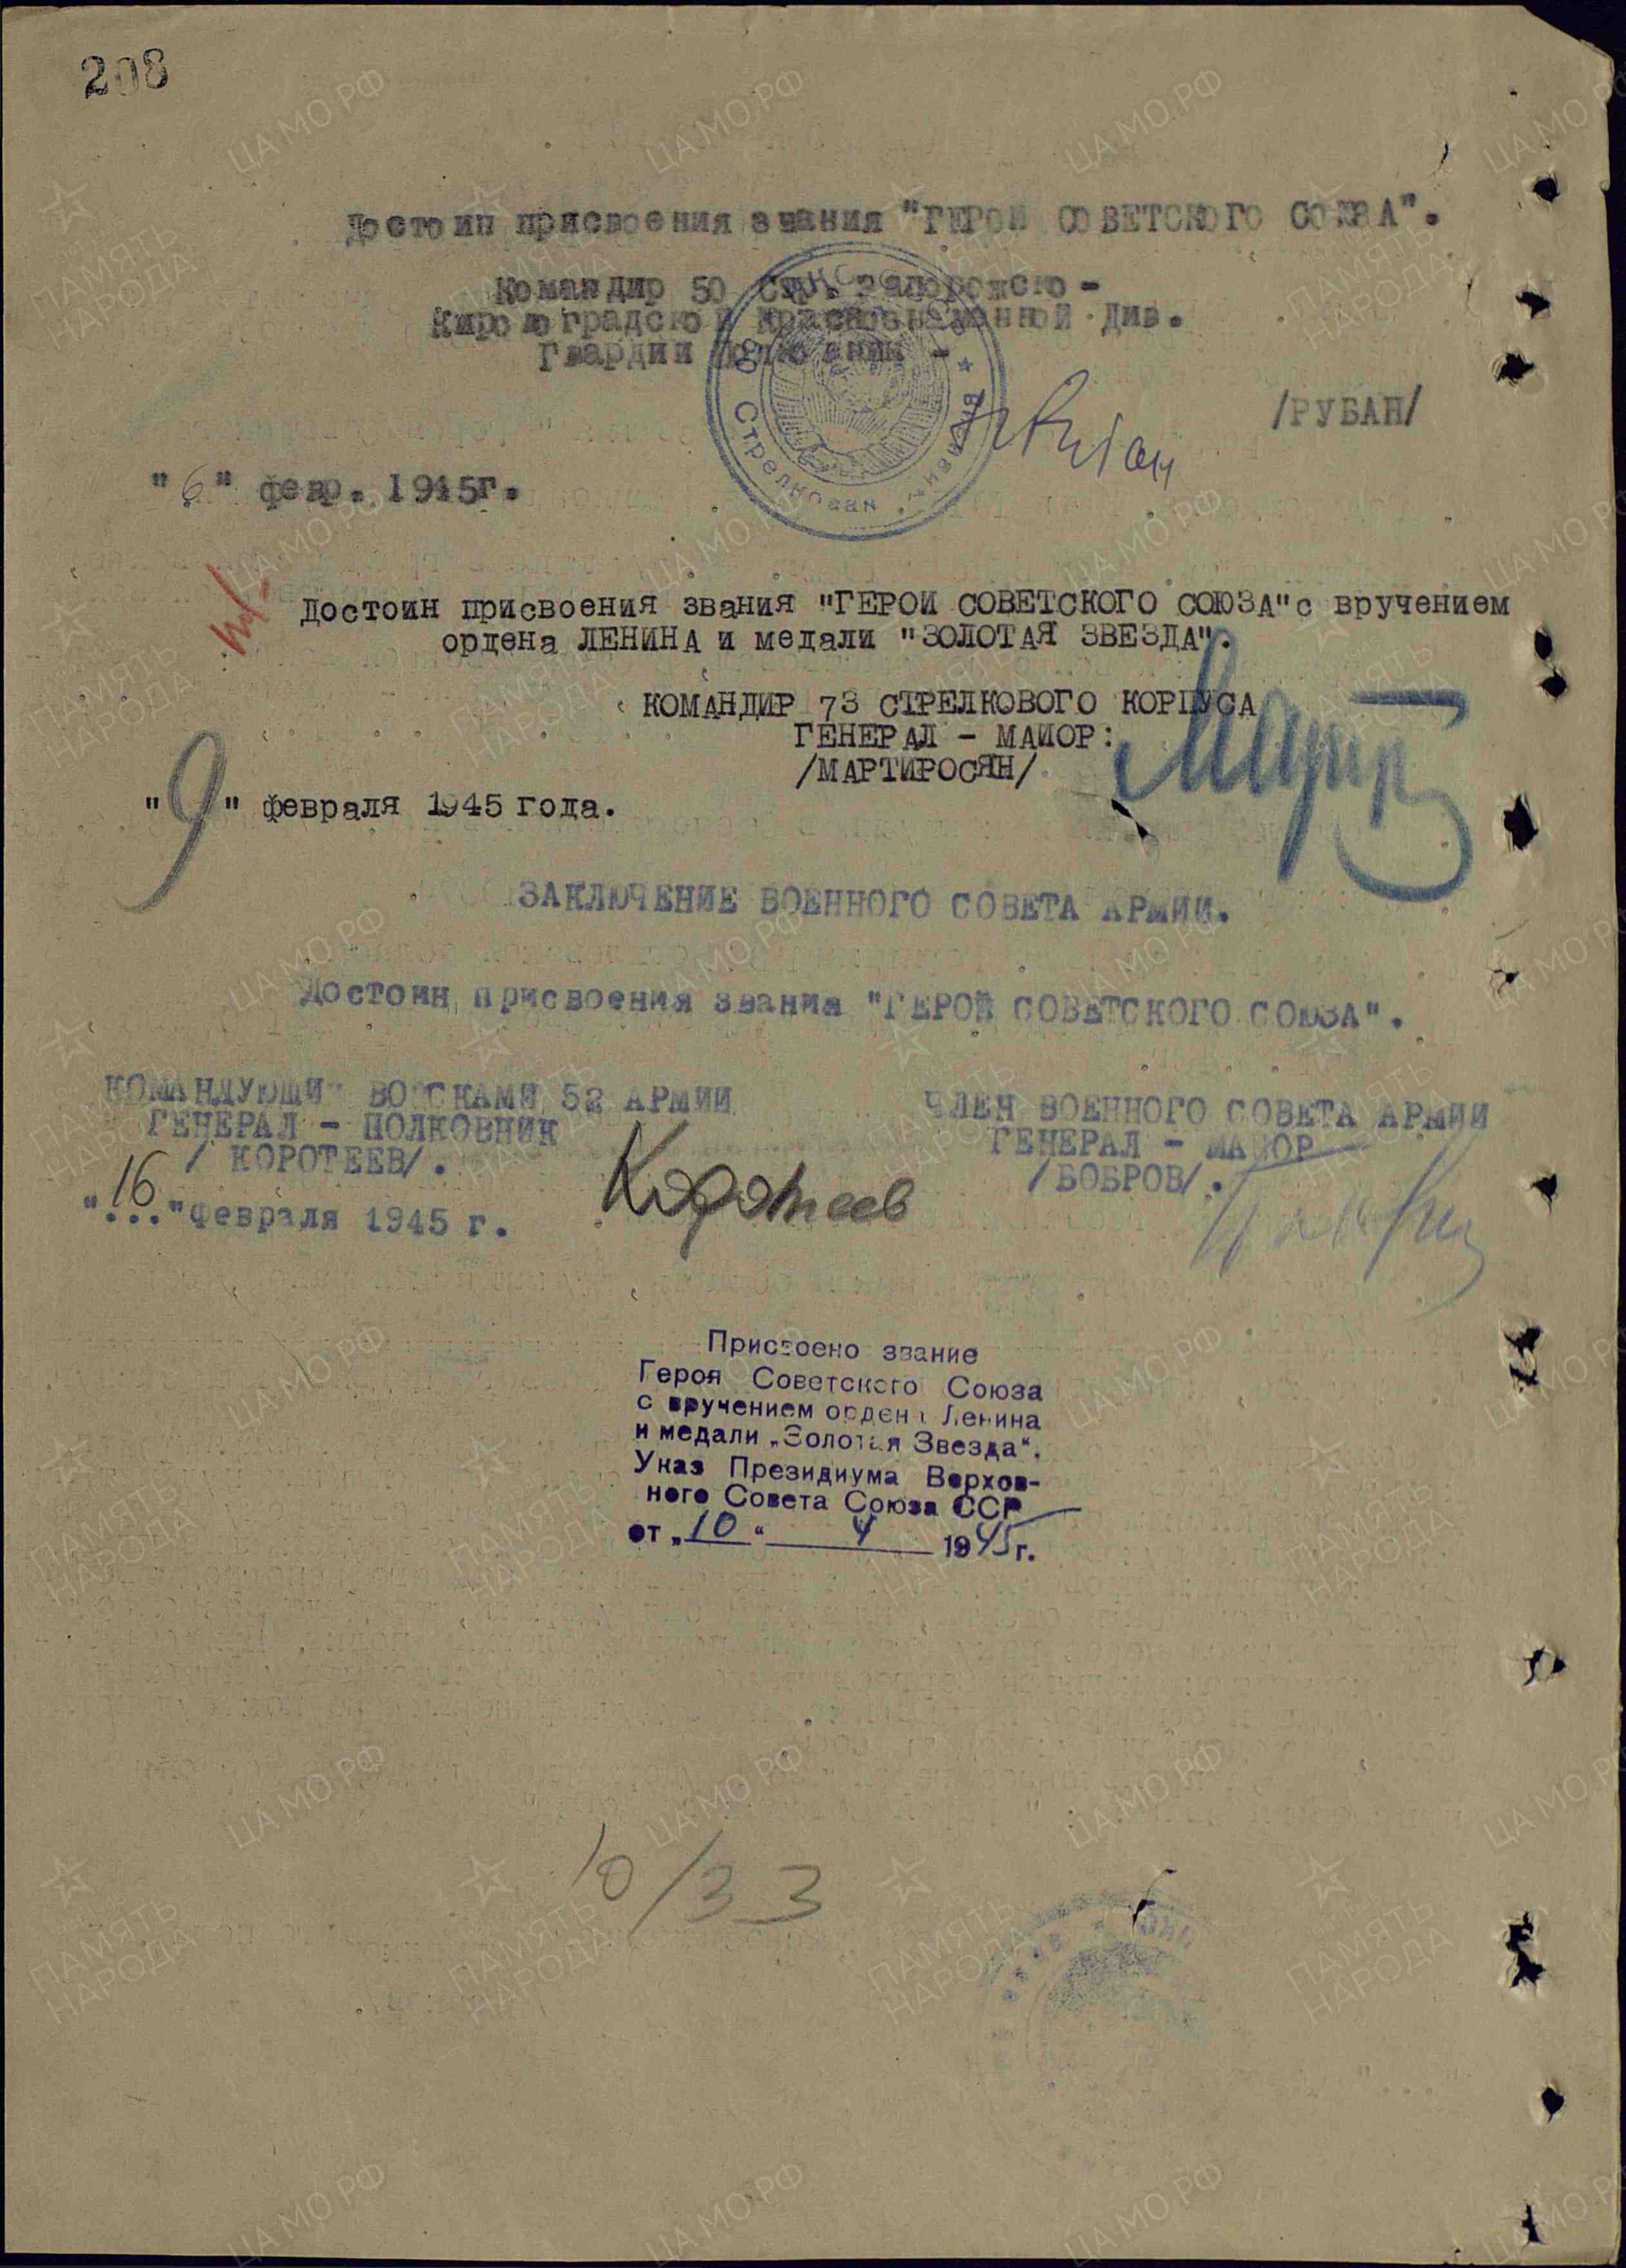 208
Достоин присвоения звания "ГЕРОЙ СОВЕТСКОГО СОЮЗА".
Командир 50 Запорожско-
Кировоградской Краснознаменной Див.
Гвардии полковник -
/РУБАН/
"6" февр. 1945г.
Достоин присвоения звания "ГЕРОИ СОВЕТСКОГО СОЮЗА" с вручением
ордена ЛЕНИНА и медали "ЗОЛОТАЯ ЗВЕЗДА".
КОМАНДИР 73 СТРЕЛКОВОГО КОРПУСА
ГЕНЕРАЛ - МАИОР:
/МАРТИРОСЯН/
"9" февраля 1945 года.
ЗАКЛЮЧЕНИЕ ВОЕННОГО СОВЕТА АРМИИ.
Достоин присвоения звания "ГЕРОЙ СОВЕТСКОГО СОЮЗА".
КОМАНДУЮЩИЙ ВОЙСКАМИ 52 АРМИИ
ГЕНЕРАЛ - ПОЛКОВНИК
/ КОРОТЕЕВ/.
"16" февраля 1945 г.
Коротеев
ЧЛЕН ВОЕННОГО СОВЕТА АРМИИ
ГЕНЕРАЛ - МАЙОР
/БОБРОВ/.
Присвоено звание
Героя Советского Союза
с вручением ордена Ленина
и медали „Золотая Звезда“.
Указ Президиума Верхов-
ного Совета Союза ССР
от „10“ 4 1945 г.
10/33